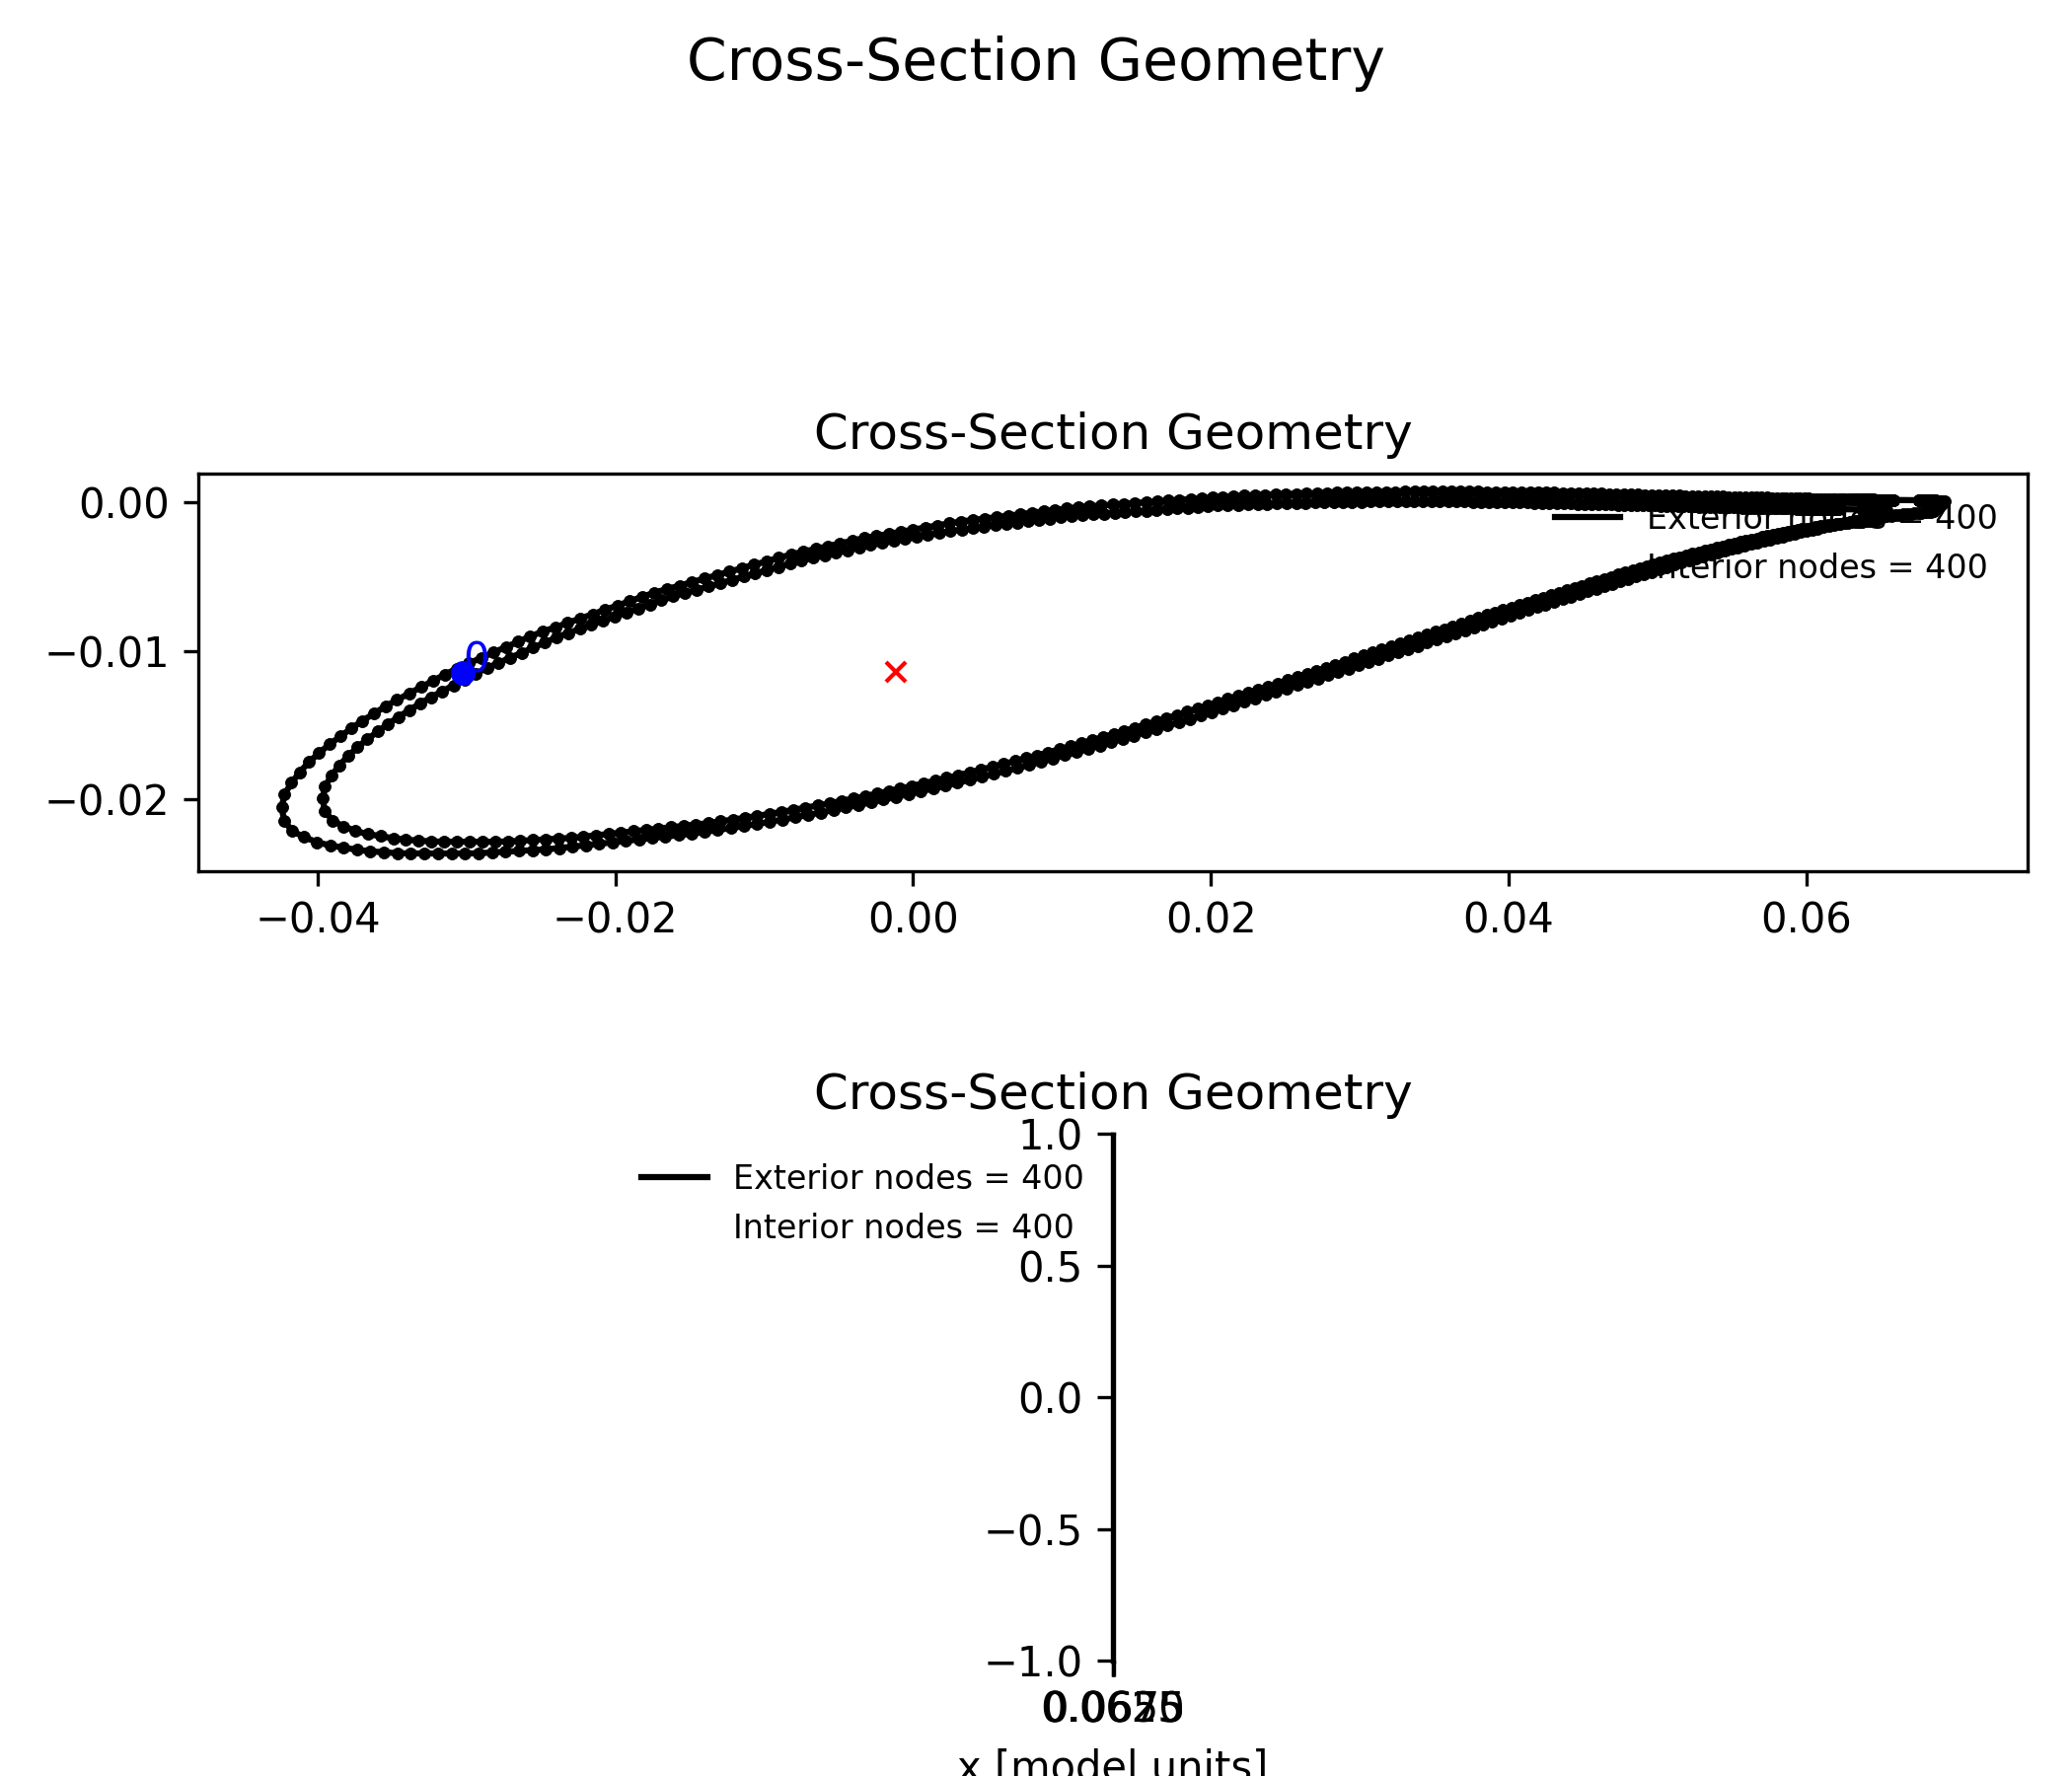 Cross-Section Geometry
Cross-Section Geometry
0.00
−0.01
−0.02
0
Exterior nodes = 400
Interior nodes = 400
−0.04
−0.02
0.00
0.02
0.04
0.06
Cross-Section Geometry
Exterior nodes = 400
Interior nodes = 400
1.0
0.5
0.0
−0.5
−1.0
x [model units]